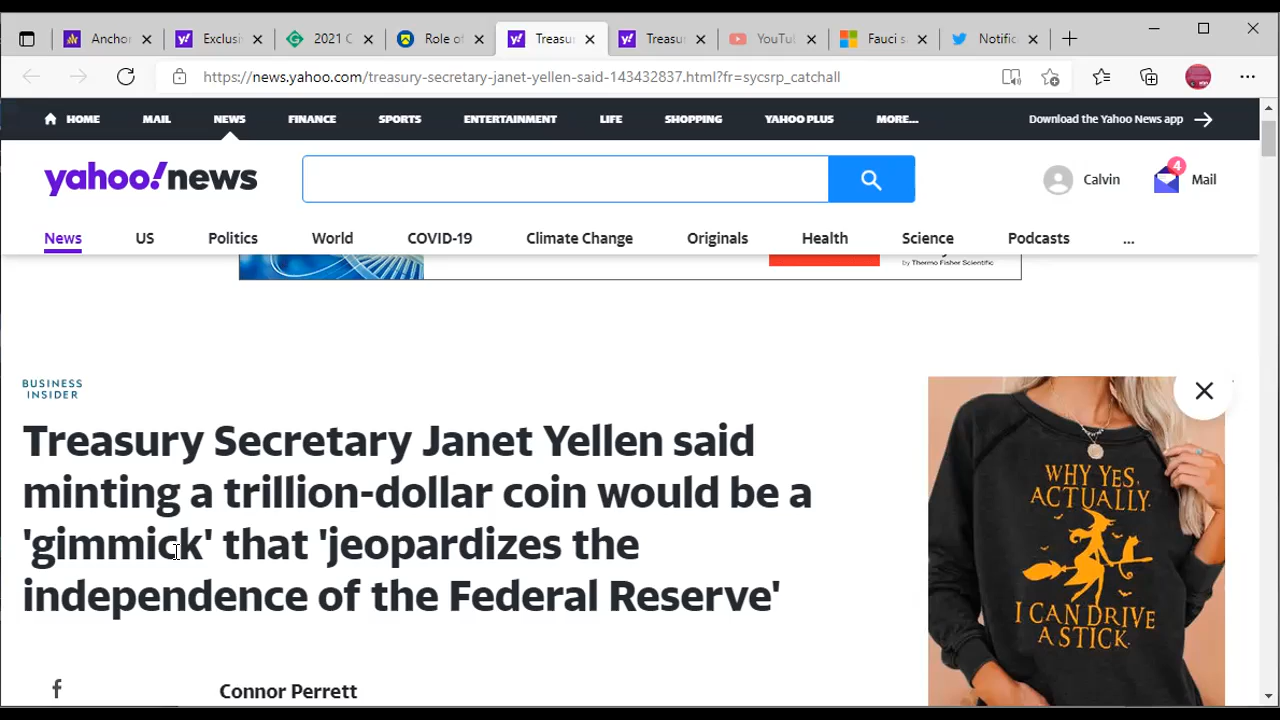 Anchor
Exclusiv
2021 C
Role of
Treasur
Treasur
YouTub
Fauci s
Notific
https://news.yahoo.com/treasury-secretary-janet-yellen-said-143432837.html?fr=sycsrp_catchall
HOME MAIL NEWS FINANCE SPORTS ENTERTAINMENT LIFE SHOPPING YAHOO PLUS MORE... Download the Yahoo News app
yahoo!news
4
Calvin
Mail
News US Politics World COVID-19 Climate Change Originals Health Science Podcasts ...
by Thermo Fisher Scientific
BUSINESS
INSIDER
Treasury Secretary Janet Yellen said
minting a trillion-dollar coin would be a
'gimmick' that 'jeopardizes the
independence of the Federal Reserve'
WHY YES,
ACTUALLY.
I CAN DRIVE
A STICK.
Connor Perrett